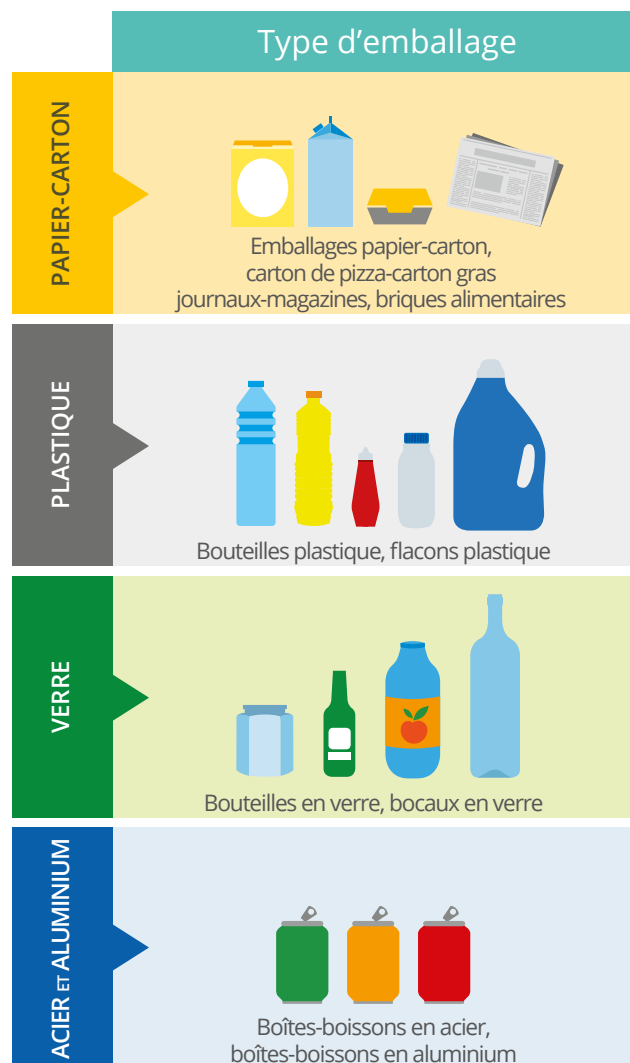 Type d’emballage
PAPIER-CARTON
Emballages papier-carton,
carton de pizza-carton gras
journaux-magazines, briques alimentaires
PLASTIQUE
Bouteilles plastique, flacons plastique
VERRE
Bouteilles en verre, bocaux en verre
ACIER ET ALUMINIUM
Boîtes-boissons en acier,
boîtes-boissons en aluminium